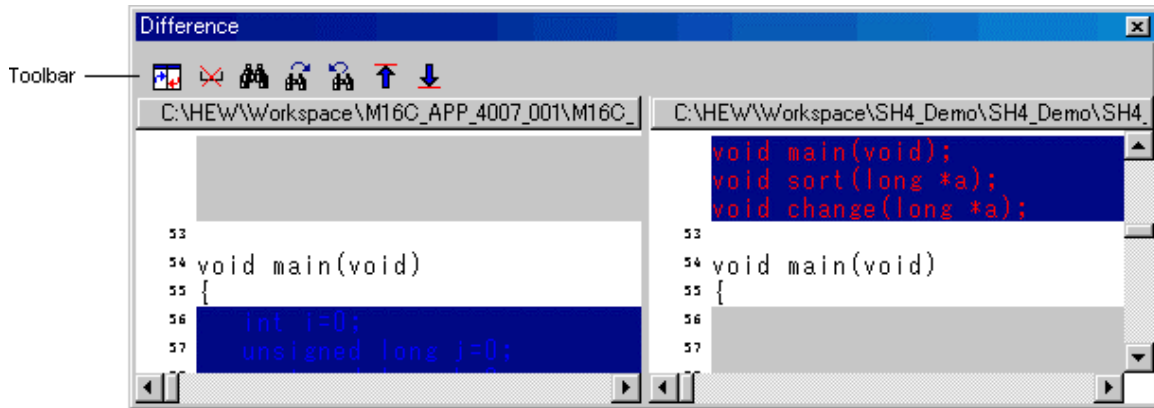 Difference
Toolbar
C:\HEW\Workspace\M16C_APP_4007_001\M16C_
C:\HEW\Workspace\SH4_Demo\SH4_Demo\SH4_
void main(void);
void sort(long *a);
void change(long *a);
53
54 void main(void)
55 {
56 int i=0;
57 unsigned long j=0;
53
54 void main(void)
55 {
56
57